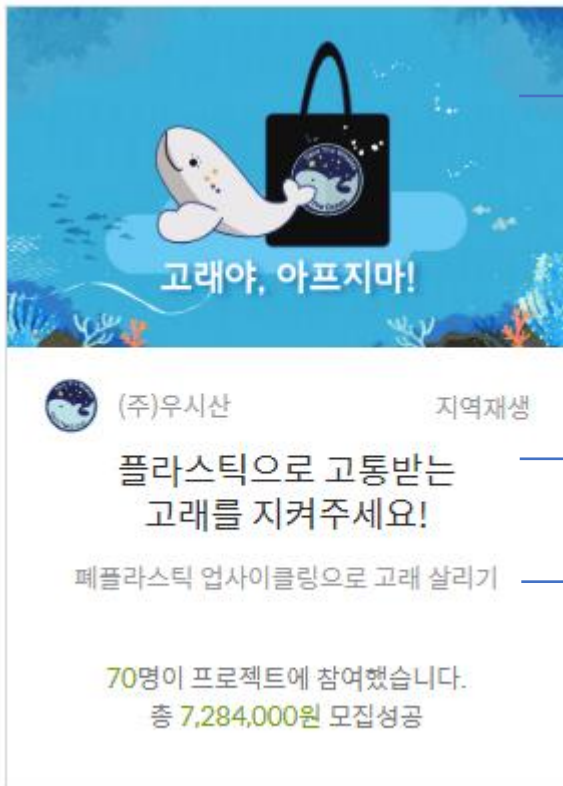 고래야, 아프지마!
(주)우시산 지역재생
플라스틱으로 고통받는
고래를 지켜주세요!
폐플라스틱 업사이클링으로 고래 살리기
70명이 프로젝트에 참여했습니다.
총 7,284,000원 모집성공